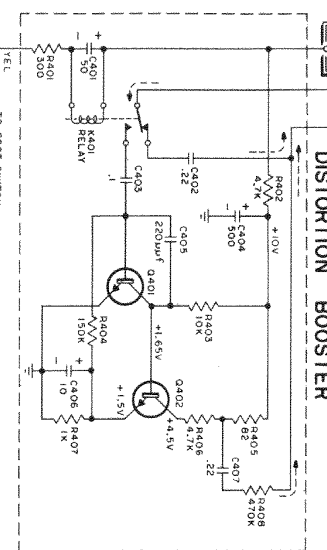 YEL
R401
300
C401
50
K401
RELAY
C403
.1
C402
.22
R402
4.7K
C404
500
+10V
C405
220µµf
Q401
R403
10K
R404
150K
+1.65V
C406
10
R407
1K
+1.5V
Q402
+4.5V
R406
4.7K
R405
82
C407
.22
R408
470K
DISTORTION BOOSTER